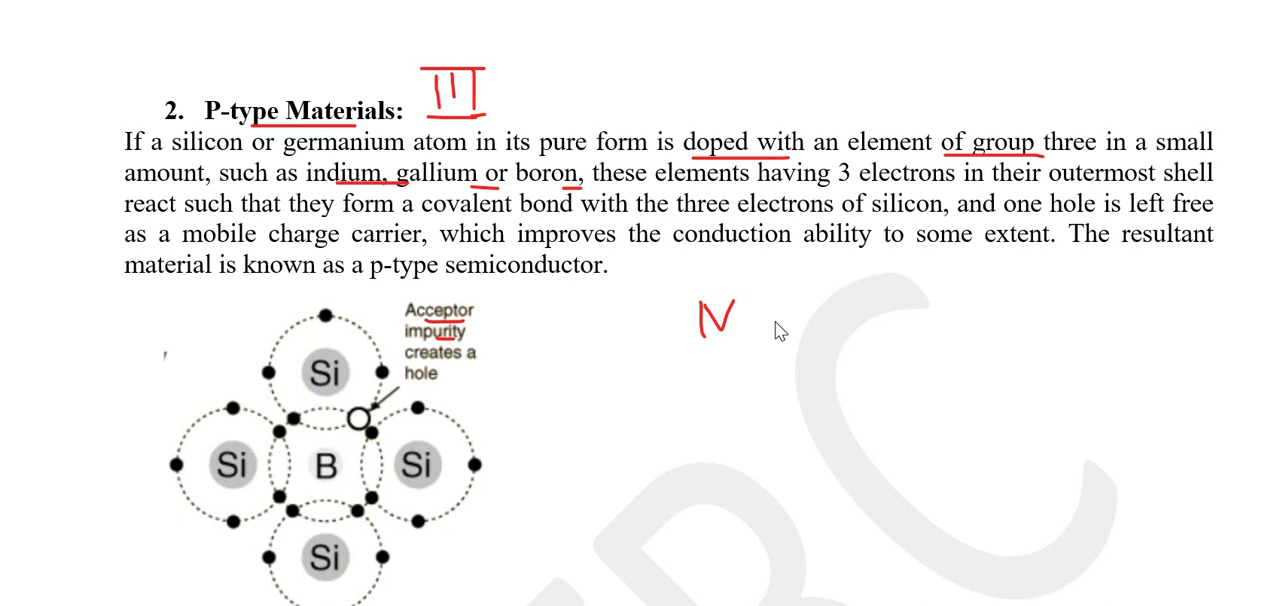 III
2. P-type Materials:
If a silicon or germanium atom in its pure form is doped with an element of group three in a small
amount, such as indium, gallium or boron, these elements having 3 electrons in their outermost shell
react such that they form a covalent bond with the three electrons of silicon, and one hole is left free
as a mobile charge carrier, which improves the conduction ability to some extent. The resultant
material is known as a p-type semiconductor.
Acceptor
impurity
creates a
hole
Si
Si B Si
Si